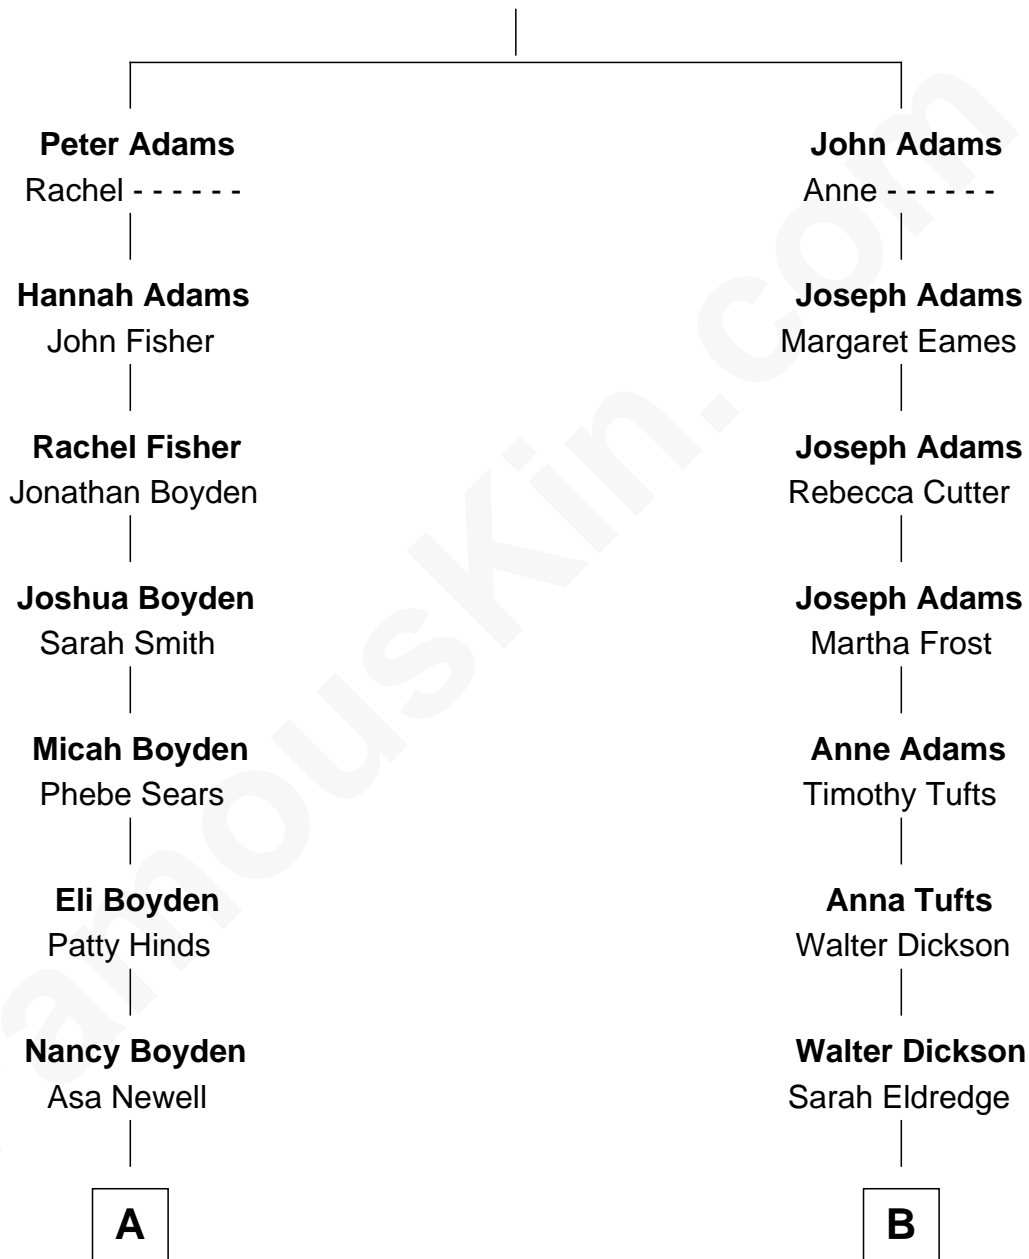 Peter Adams
Rachel - - - - - -
John Adams
Anne - - - - - -
Hannah Adams
John Fisher
Joseph Adams
Margaret Eames
Rachel Fisher
Jonathan Boyden
Joseph Adams
Rebecca Cutter
Joshua Boyden
Sarah Smith
Joseph Adams
Martha Frost
Micah Boyden
Phebe Sears
Anne Adams
Timothy Tufts
Eli Boyden
Patty Hinds
Anna Tufts
Walter Dickson
Nancy Boyden
Asa Newell
Walter Dickson
Sarah Eldredge
A
B
amouskin.com